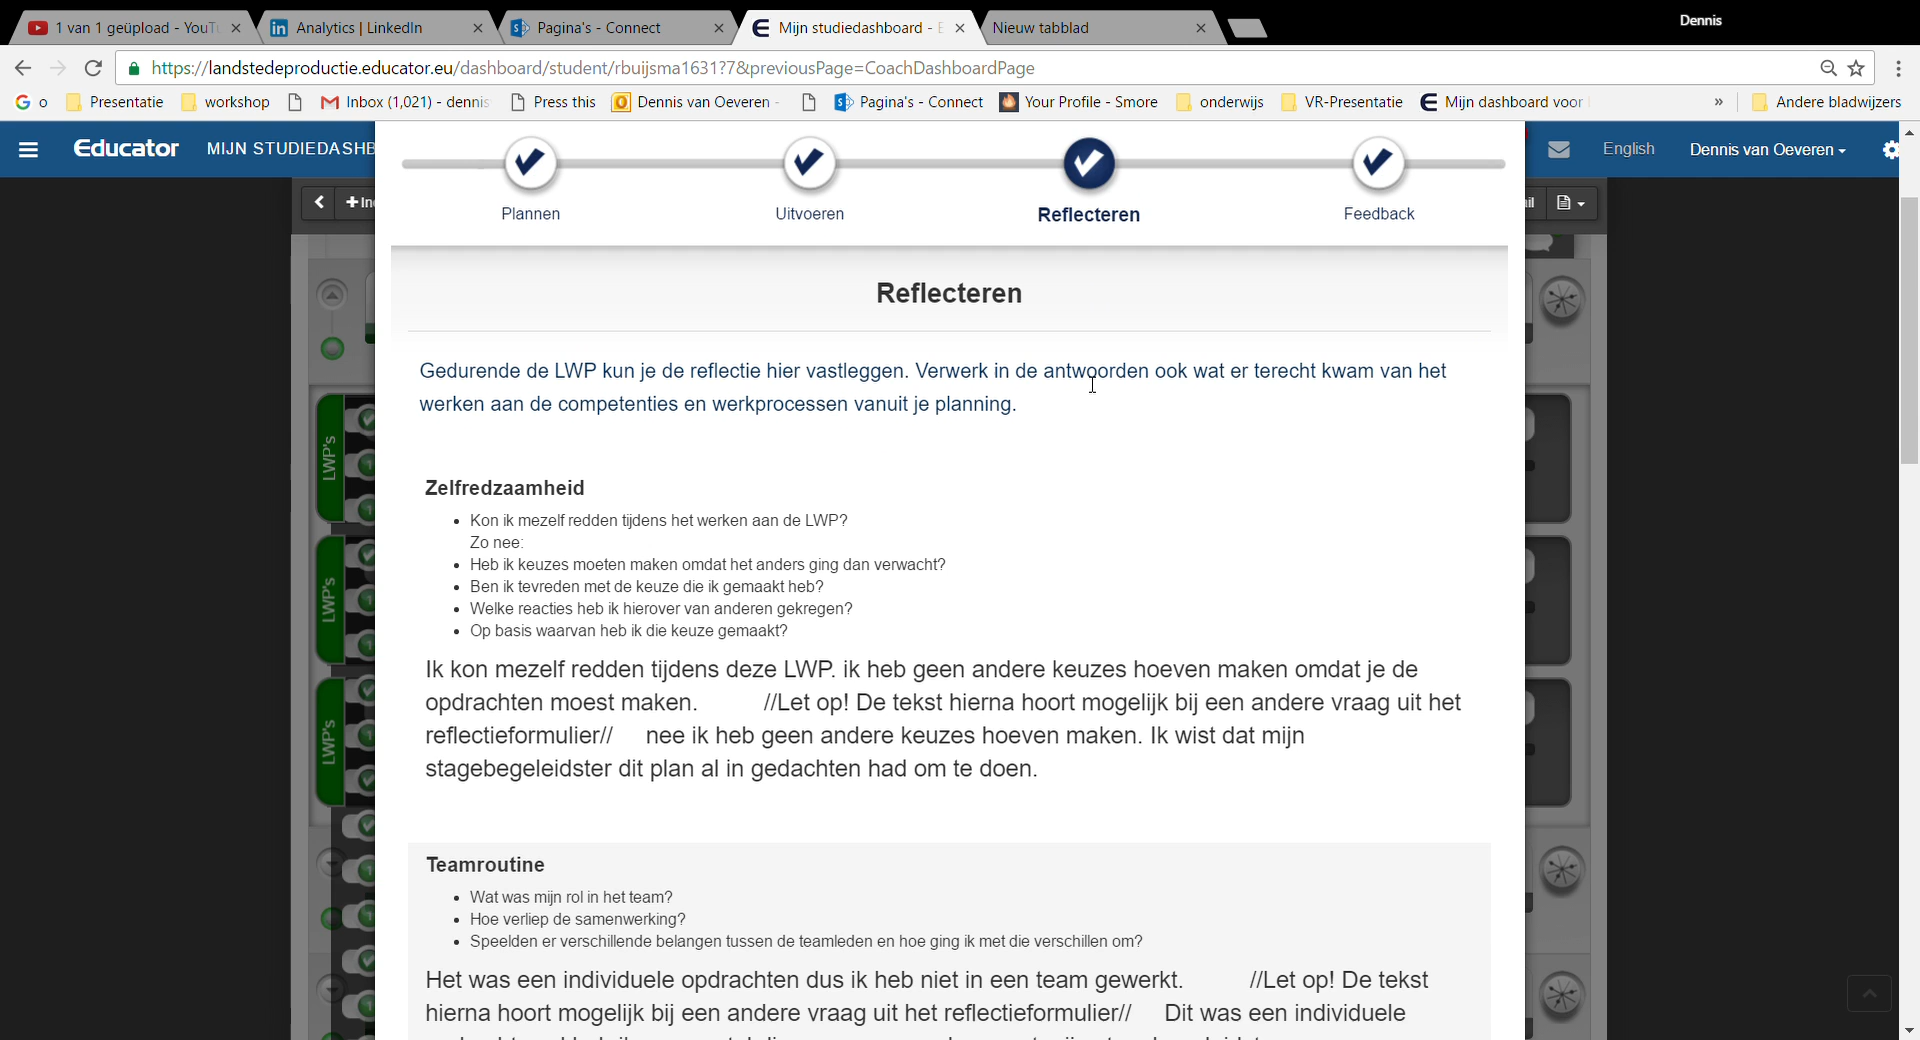 1 van 1 geüpload - YouTu
Analytics | LinkedIn
Pagina's - Connect
Mijn studiedashboard - E
Nieuw tabblad
Dennis
https://landstedeproductie.educator.eu/dashboard/student/rbuijsma1631?7&previousPage=CoachDashboardPage
o
Presentatie
workshop
Inbox (1,021) - dennis
Press this
Dennis van Oeveren -
Pagina's - Connect
Your Profile - Smore
onderwijs
VR-Presentatie
Mijn dashboard voor
»
Andere bladwijzers
Educator
MIJN STUDIEDASHB
English
Dennis van Oeveren
Plannen
Uitvoeren
Reflecteren
Feedback
Reflecteren
Gedurende de LWP kun je de reflectie hier vastleggen. Verwerk in de antwoorden ook wat er terecht kwam van het
werken aan de competenties en werkprocessen vanuit je planning.
LWP's
LWP's
LWP's
Zelfredzaamheid
• Kon ik mezelf redden tijdens het werken aan de LWP?
Zo nee:
• Heb ik keuzes moeten maken omdat het anders ging dan verwacht?
• Ben ik tevreden met de keuze die ik gemaakt heb?
• Welke reacties heb ik hierover van anderen gekregen?
• Op basis waarvan heb ik die keuze gemaakt?
Ik kon mezelf redden tijdens deze LWP. ik heb geen andere keuzes hoeven maken omdat je de
opdrachten moest maken. //Let op! De tekst hierna hoort mogelijk bij een andere vraag uit het
reflectieformulier// nee ik heb geen andere keuzes hoeven maken. Ik wist dat mijn
stagebegeleidster dit plan al in gedachten had om te doen.
Teamroutine
• Wat was mijn rol in het team?
• Hoe verliep de samenwerking?
• Speelden er verschillende belangen tussen de teamleden en hoe ging ik met die verschillen om?
Het was een individuele opdrachten dus ik heb niet in een team gewerkt. //Let op! De tekst
hierna hoort mogelijk bij een andere vraag uit het reflectieformulier// Dit was een individuele